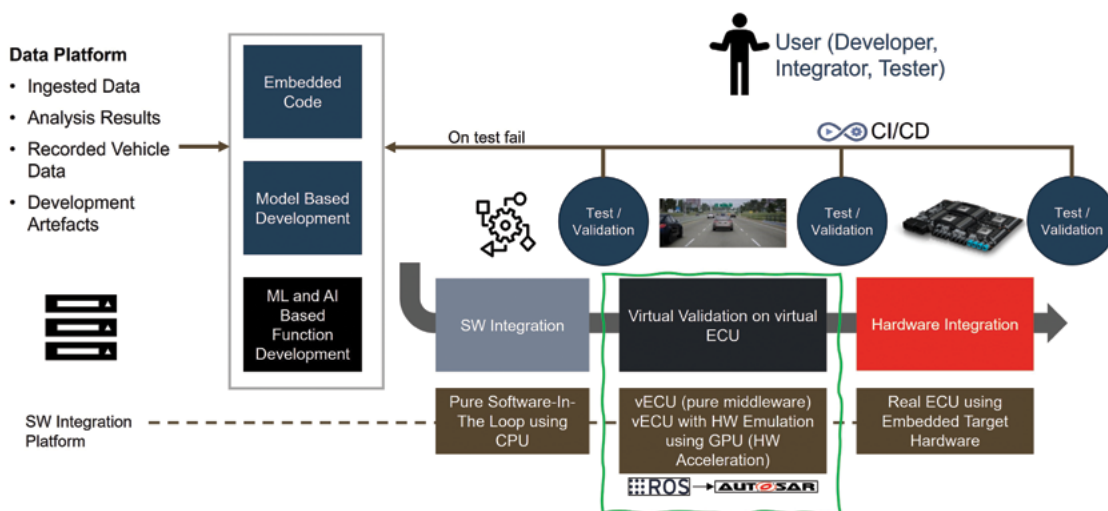 Data Platform
• Ingested Data
• Analysis Results
• Recorded Vehicle
Data
• Development
Artefacts
Embedded
Code
Model Based
Development
ML and AI
Based
Function
Development
User (Developer,
Integrator, Tester)
On test fail
CI/CD
Test /
Validation
Test /
Validation
Test /
Validation
SW Integration
Virtual Validation on virtual
ECU
Hardware Integration
SW Integration
Platform
Pure Software-In-
The Loop using
CPU
vECU (pure middleware)
vECU with HW Emulation
using GPU (HW
Acceleration)
Real ECU using
Embedded Target
Hardware
ROS
AUTOSAR